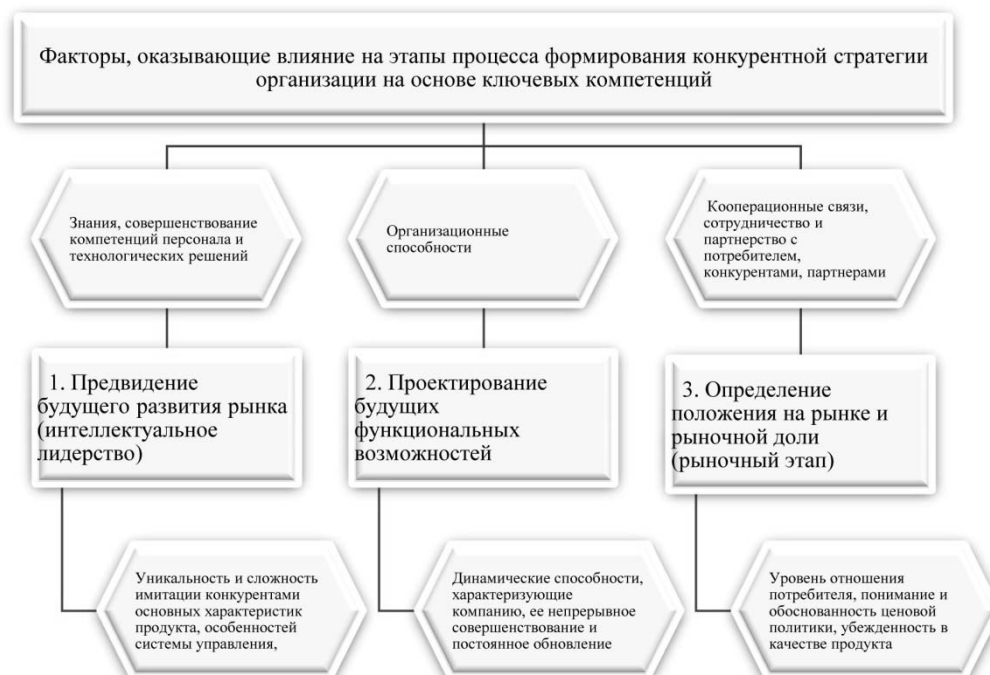 Факторы, оказывающие влияние на этапы процесса формирования конкурентной стратегии
организации на основе ключевых компетенций
Знания, совершенствование
компетенций персонала и
технологических решений
Организационные
способности
Кооперационные связи,
сотрудничество и
партнерство с
потребителем,
конкурентами, партнерами
1. Предвидение
будущего развития рынка
(интеллектуальное
лидерство)
2. Проектирование
будущих
функциональных
возможностей
3. Определение
положения на рынке и
рыночной доли
(рыночный этап)
Уникальность и сложность
имитации конкурентами
основных характеристик
продукта, особенностей
системы управления,
Динамические способности,
характеризующие
компанию, ее непрерывное
совершенствование и
постоянное обновление
Уровень отношения
потребителя, понимание и
обоснованность ценовой
политики, убежденность в
качестве продукта